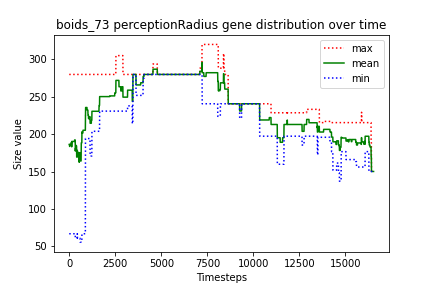 boids_73 perceptionRadius gene distribution over time
max
mean
min
Size value
300
250
200
150
100
50
0 2500 5000 7500 10000 12500 15000
Timesteps